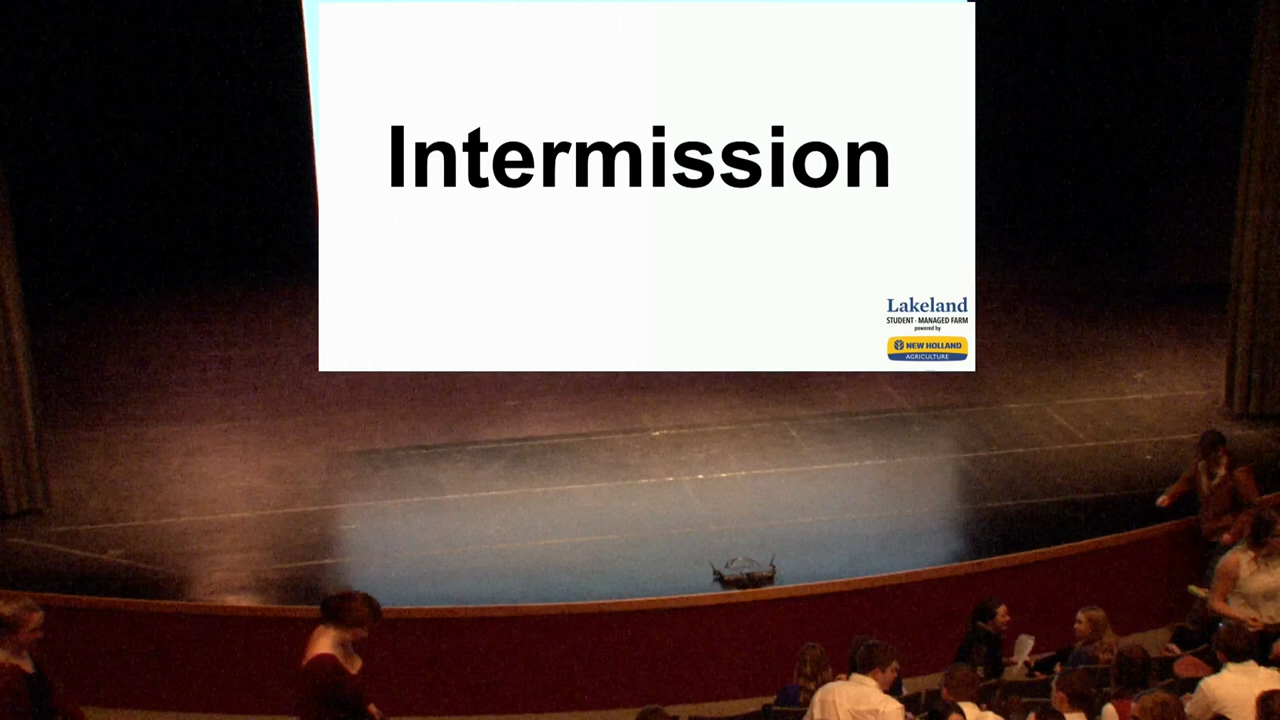 Intermission
Lakeland
STUDENT - MANAGED FARM
powered by
NEW HOLLAND
AGRICULTURE